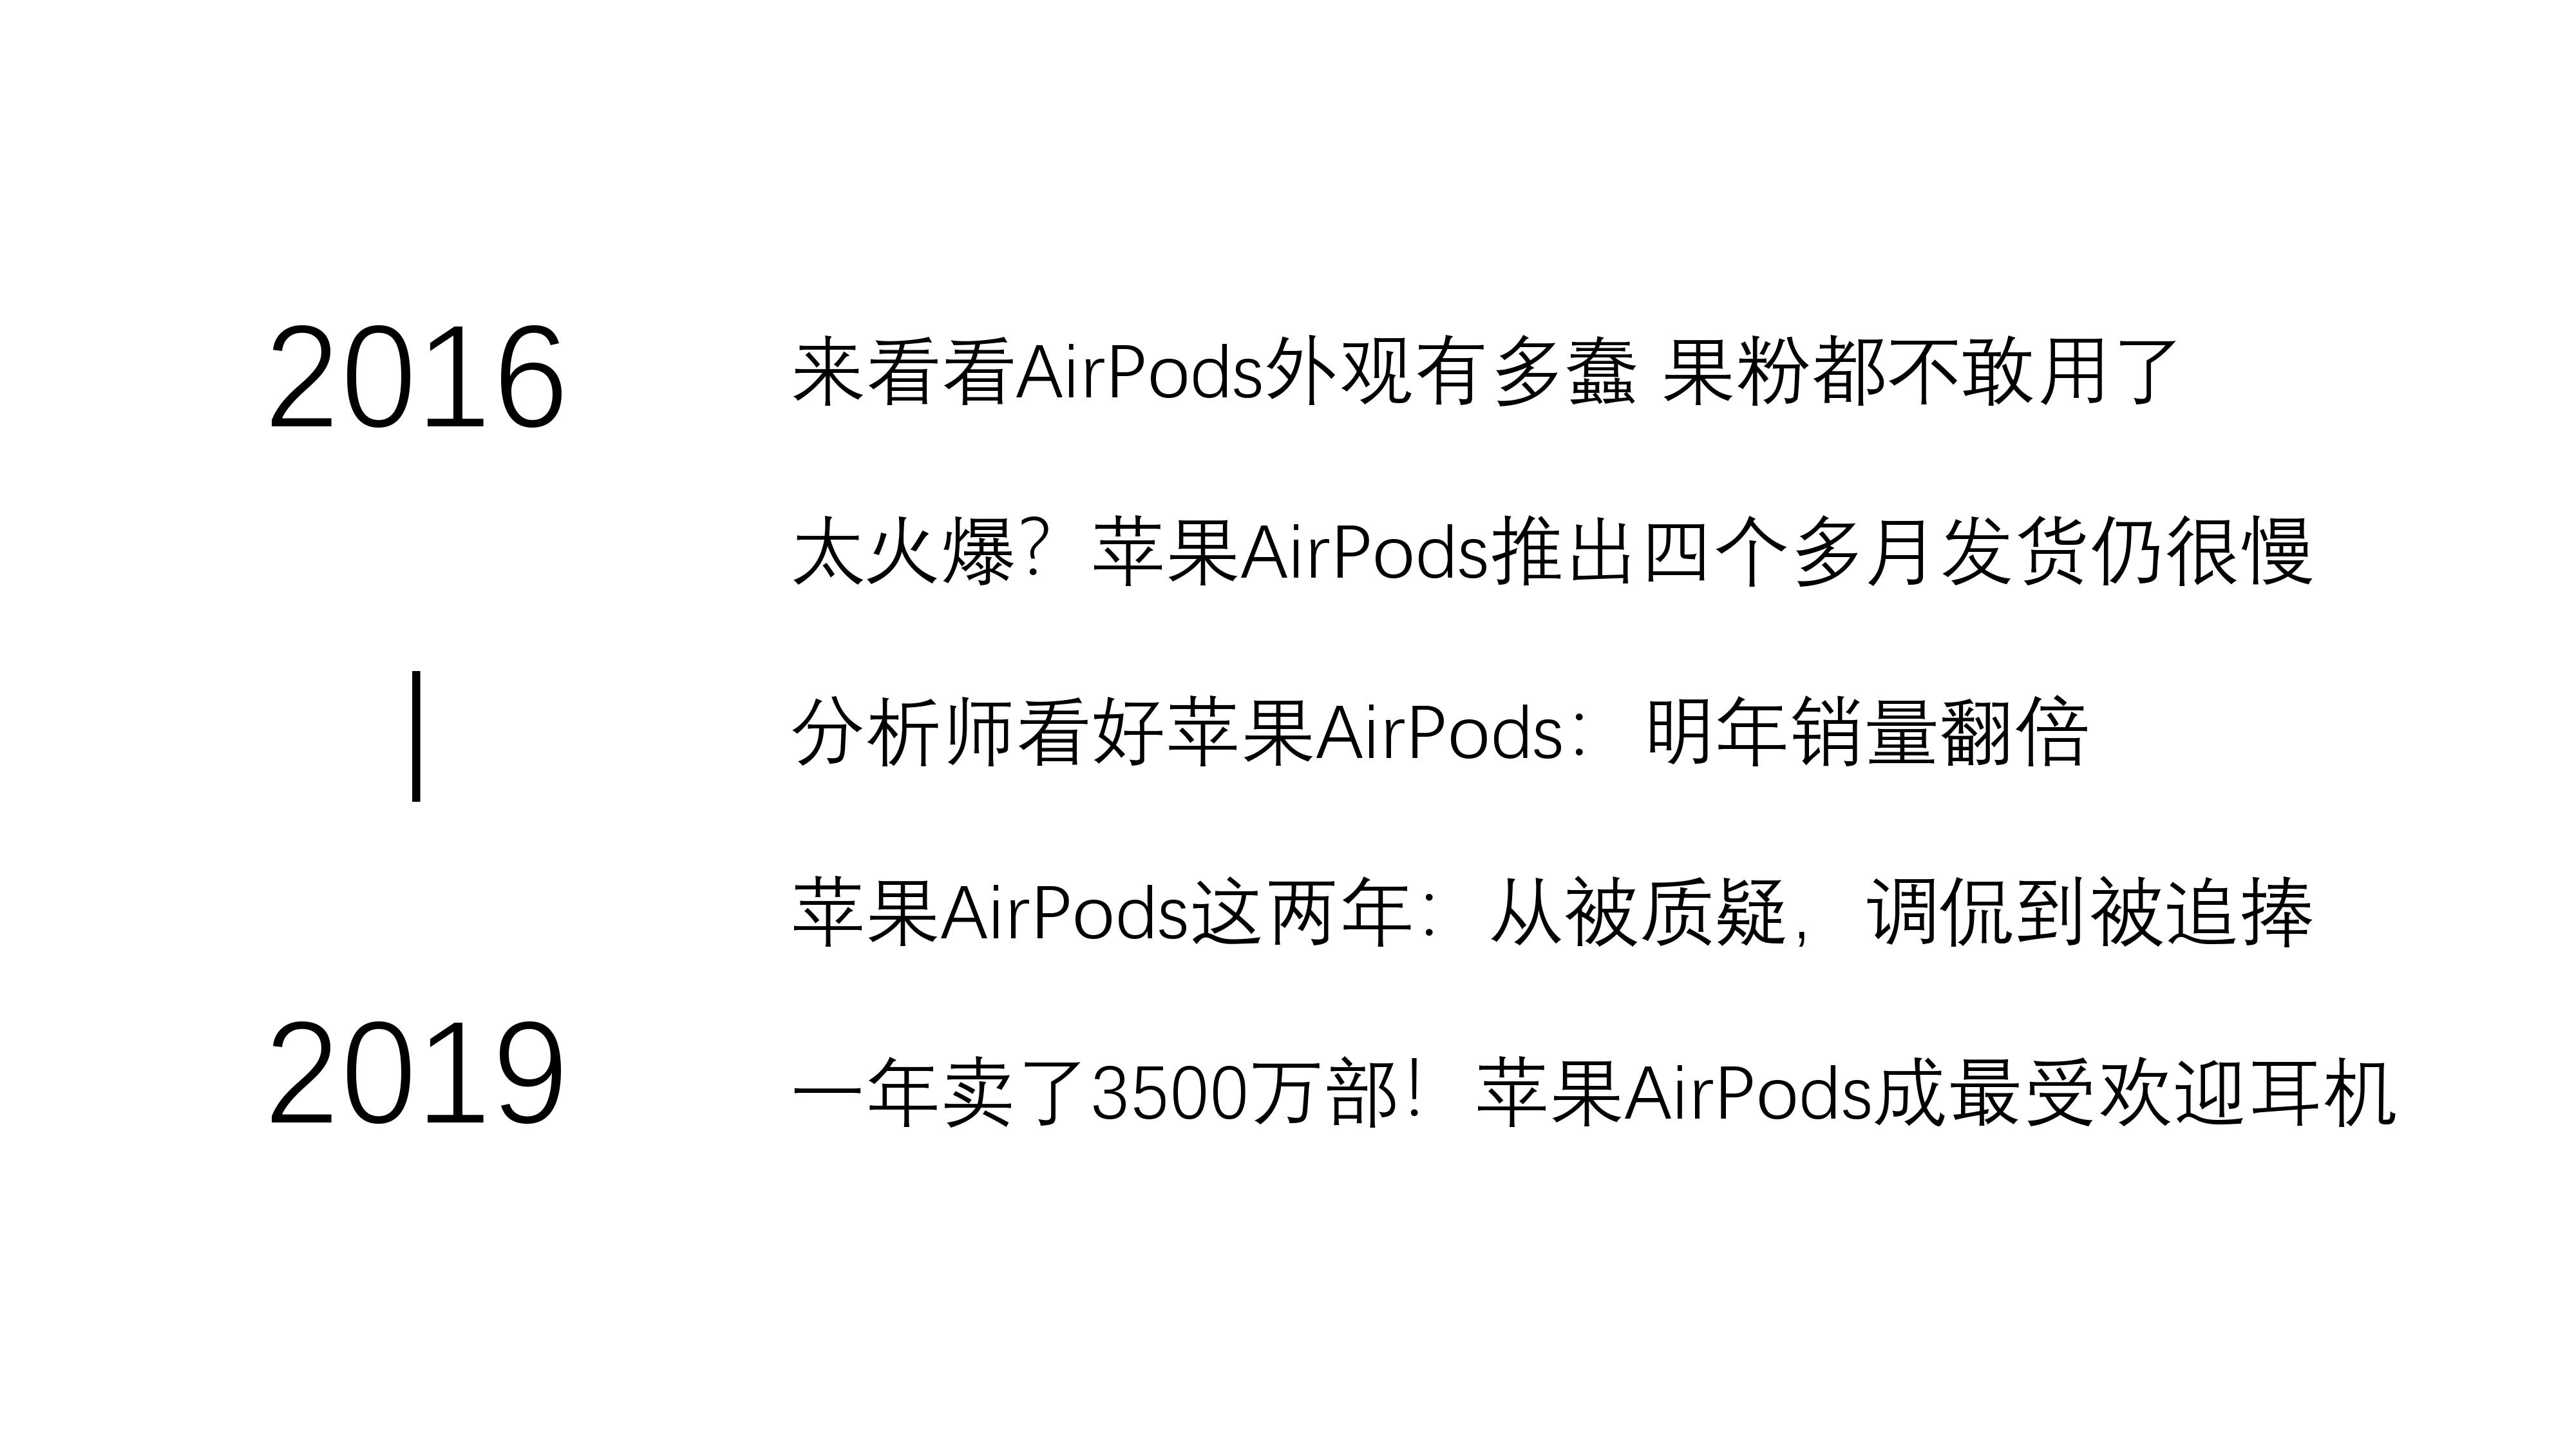 2016
来看看AirPods外观有多蠢 果粉都不敢用了
太火爆？苹果AirPods推出四个多月发货仍很慢
|
分析师看好苹果AirPods：明年销量翻倍
苹果AirPods这两年：从被质疑，调侃到被追捧
2019
一年卖了3500万部！苹果AirPods成最受欢迎耳机